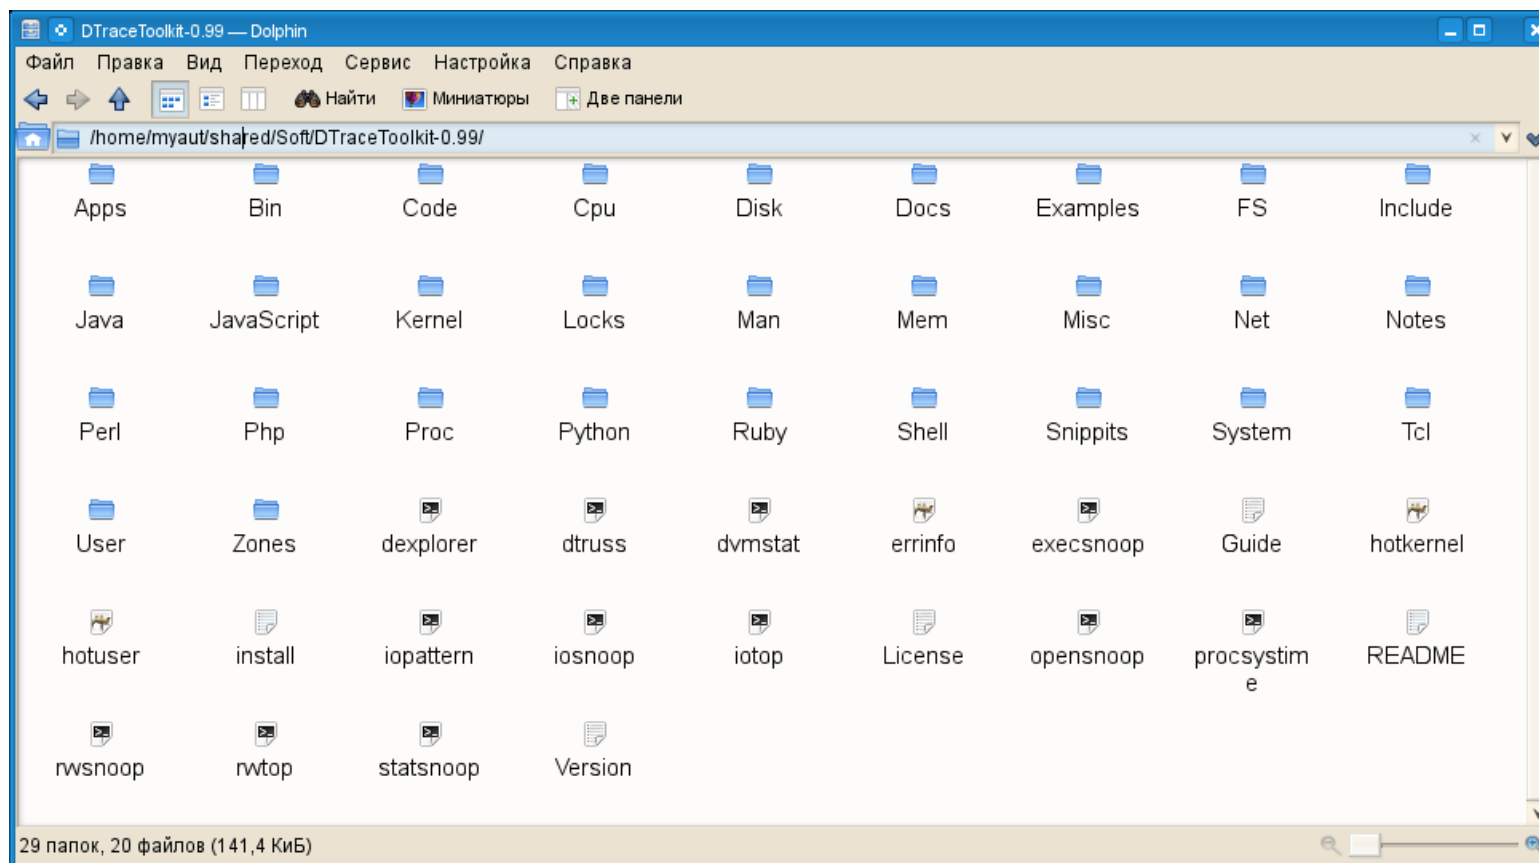 DTraceToolkit-0.99 — Dolphin
Файл Правка Вид Переход Сервис Настройка Справка
Найти Миниатюры Две панели
/home/myaut/shared/Soft/DTraceToolkit-0.99/
Apps Bin Code Cpu Disk Docs Examples FS Include
Java JavaScript Kernel Locks Man Mem Misc Net Notes
Perl Php Proc Python Ruby Shell Snippits System Tcl
User Zones dexplorer dtruss dvmstat errinfo execsnoop Guide hotkernel
hotuser install iopattern iosnoop iotop License opensnoop procsystim README
e
rwsnoop rwtop statsnoop Version
29 папок, 20 файлов (141,4 КиБ)